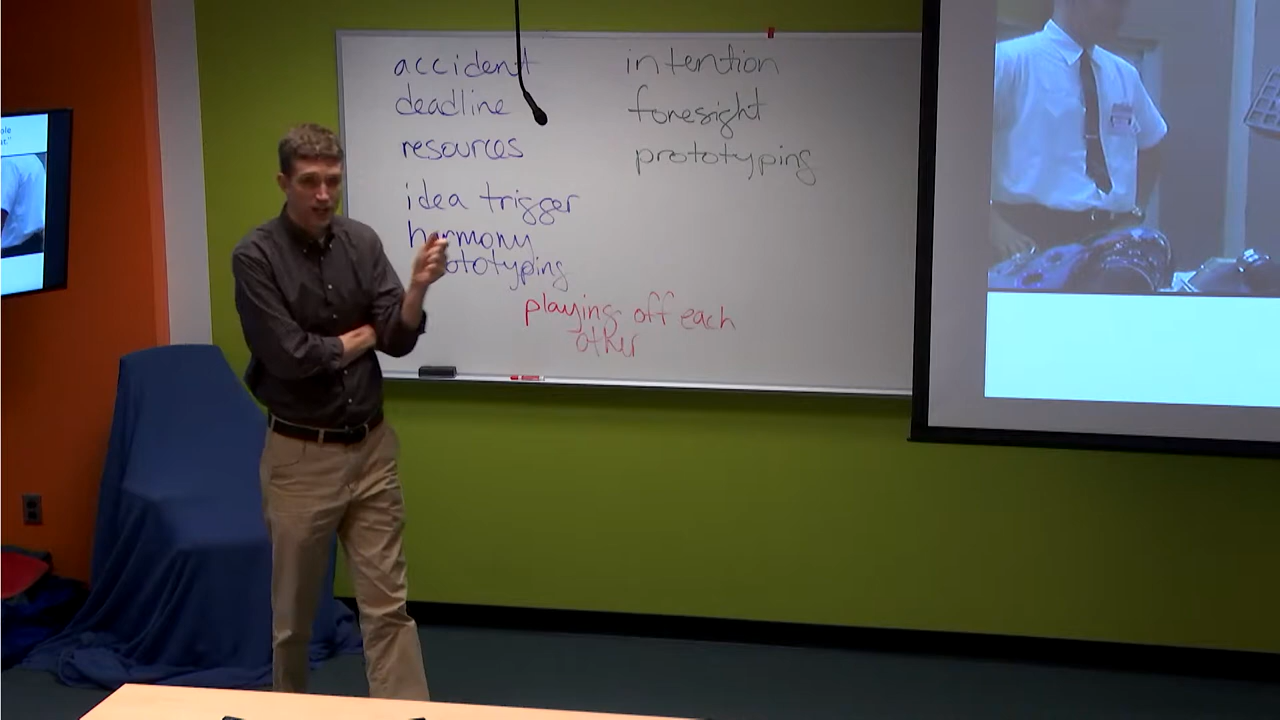 accident
deadline
resources
idea trigger
harmony
prototyping
intention
foresight
prototyping
playing off each
other